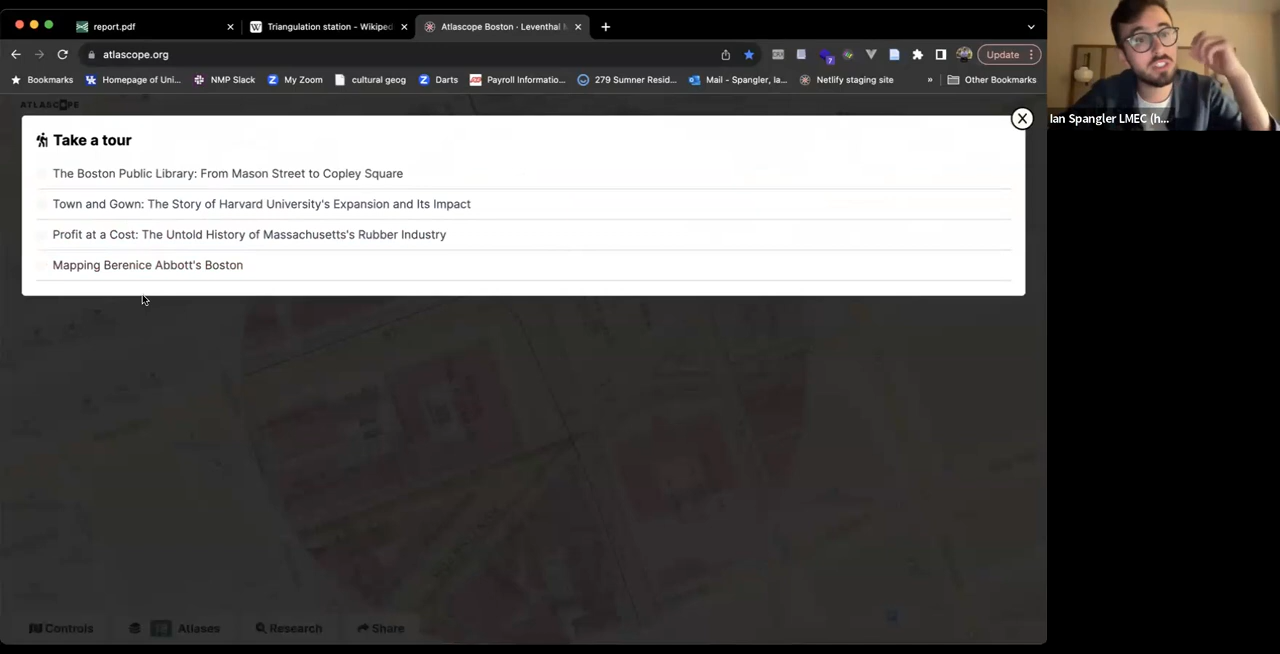 report.pdf
Triangulation station - Wikiped
Atlascope Boston · Leventhal M
atlascope.org
Update
Bookmarks
Homepage of Uni...
NMP Slack
My Zoom
cultural geog
Darts
Payroll Informatio...
279 Sumner Resid...
Mail - Spangler, Ia...
Netlify staging site
»
Other Bookmarks
7
ATLASCOPE
Take a tour
The Boston Public Library: From Mason Street to Copley Square
Town and Gown: The Story of Harvard University's Expansion and Its Impact
Profit at a Cost: The Untold History of Massachusetts's Rubber Industry
Mapping Berenice Abbott's Boston
Controls
Atlases
Research
Share
Ian Spangler LMEC (h...